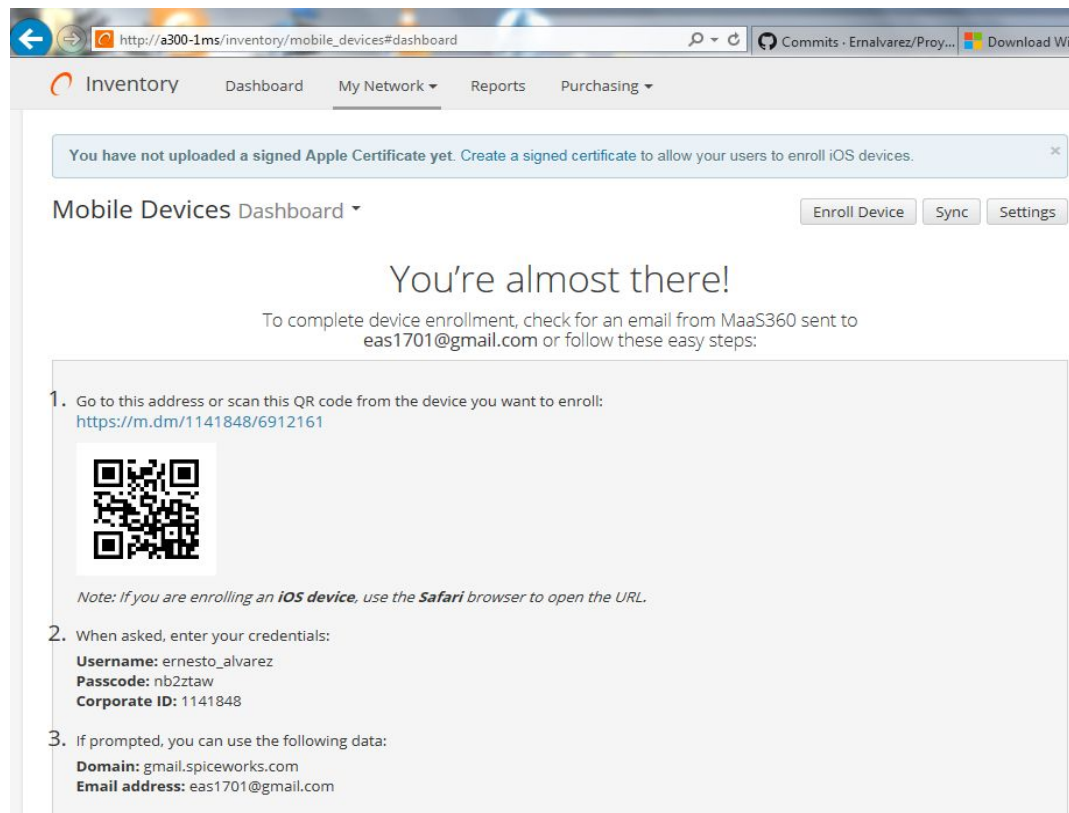 http://a300-1ms/inventory/mobile_devices#dashboard
Commits · Ernalvarez/Proy...
Download Wi
Inventory Dashboard My Network Reports Purchasing
You have not uploaded a signed Apple Certificate yet. Create a signed certificate to allow your users to enroll iOS devices.
Mobile Devices Dashboard
Enroll Device Sync Settings
You're almost there!
To complete device enrollment, check for an email from MaaS360 sent to
eas1701@gmail.com or follow these easy steps:
1. Go to this address or scan this QR code from the device you want to enroll:
https://m.dm/1141848/6912161
Note: If you are enrolling an iOS device, use the Safari browser to open the URL.
2. When asked, enter your credentials:
Username: ernesto_alvarez
Passcode: nb2ztaw
Corporate ID: 1141848
3. If prompted, you can use the following data:
Domain: gmail.spiceworks.com
Email address: eas1701@gmail.com